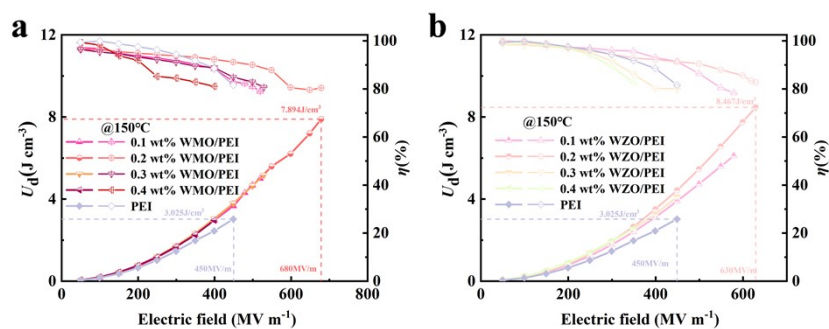 a
12
8
4
0
U_d(J cm⁻³)
100
80
60
40
20
0
η(%)
7.894J/cm³
@150°C
0.1 wt% WMO/PEI
0.2 wt% WMO/PEI
0.3 wt% WMO/PEI
0.4 wt% WMO/PEI
PEI
3.025J/cm³
450MV/m
680MV/m
0 200 400 600 800
Electric field (MV m⁻¹)
b
12
9
6
3
0
U_d(J cm⁻³)
100
80
60
40
20
0
η(%)
8.467J/cm³
@150°C
0.1 wt% WZO/PEI
0.2 wt% WZO/PEI
0.3 wt% WZO/PEI
0.4 wt% WZO/PEI
PEI
3.025J/cm³
450MV/m
630MV/m
0 200 400 600
Electric field (MV m⁻¹)